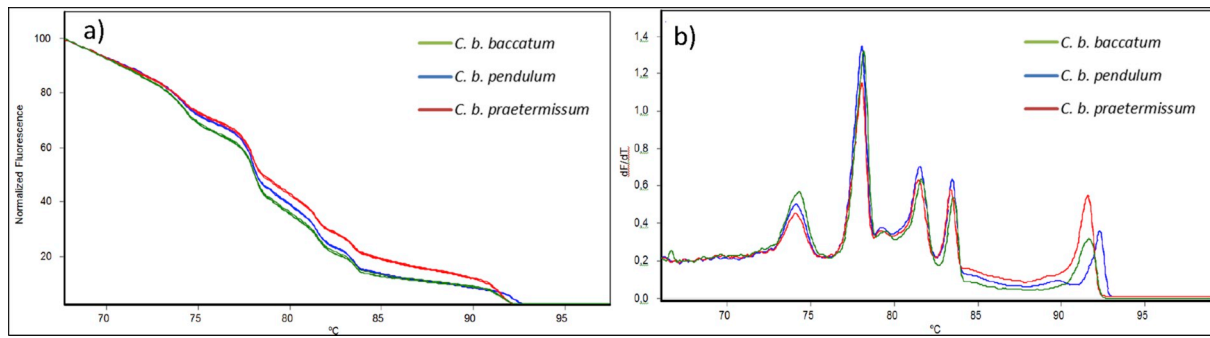 a)
C. b. baccatum
C. b. pendulum
C. b. praetermissum
Normalized Fluorescence
100
80
60
40
20
70
75
80
85
90
95
°C
b)
C. b. baccatum
C. b. pendulum
C. b. praetermissum
dF/dT
1,4
1,2
1,0
0,8
0,6
0,4
0,2
0,0
70
75
80
85
90
95
°C